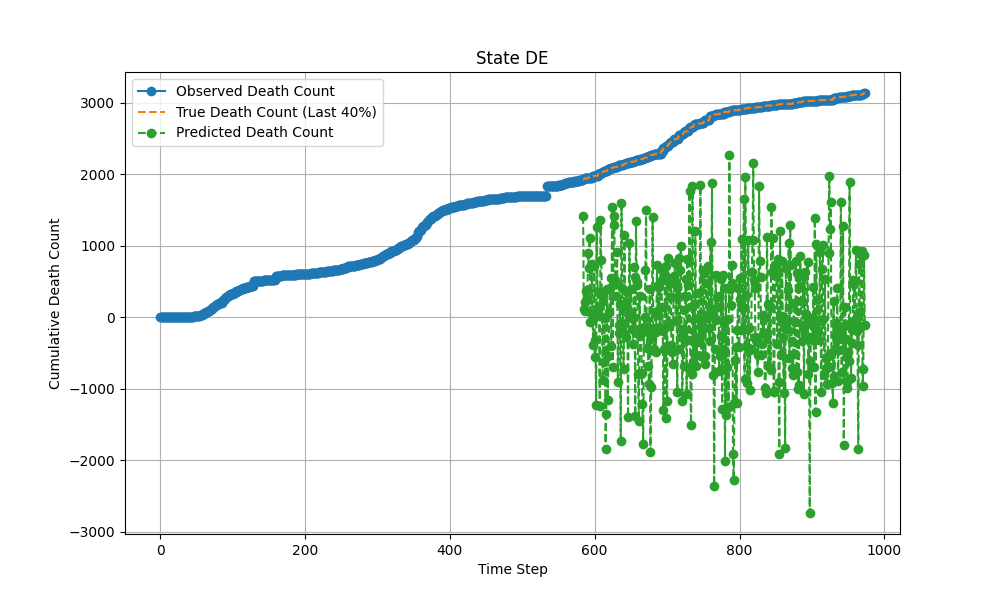 State DE
Observed Death Count
True Death Count (Last 40%)
Predicted Death Count
Cumulative Death Count
3000
2000
1000
0
−1000
−2000
−3000
0
200
400
600
800
1000
Time Step